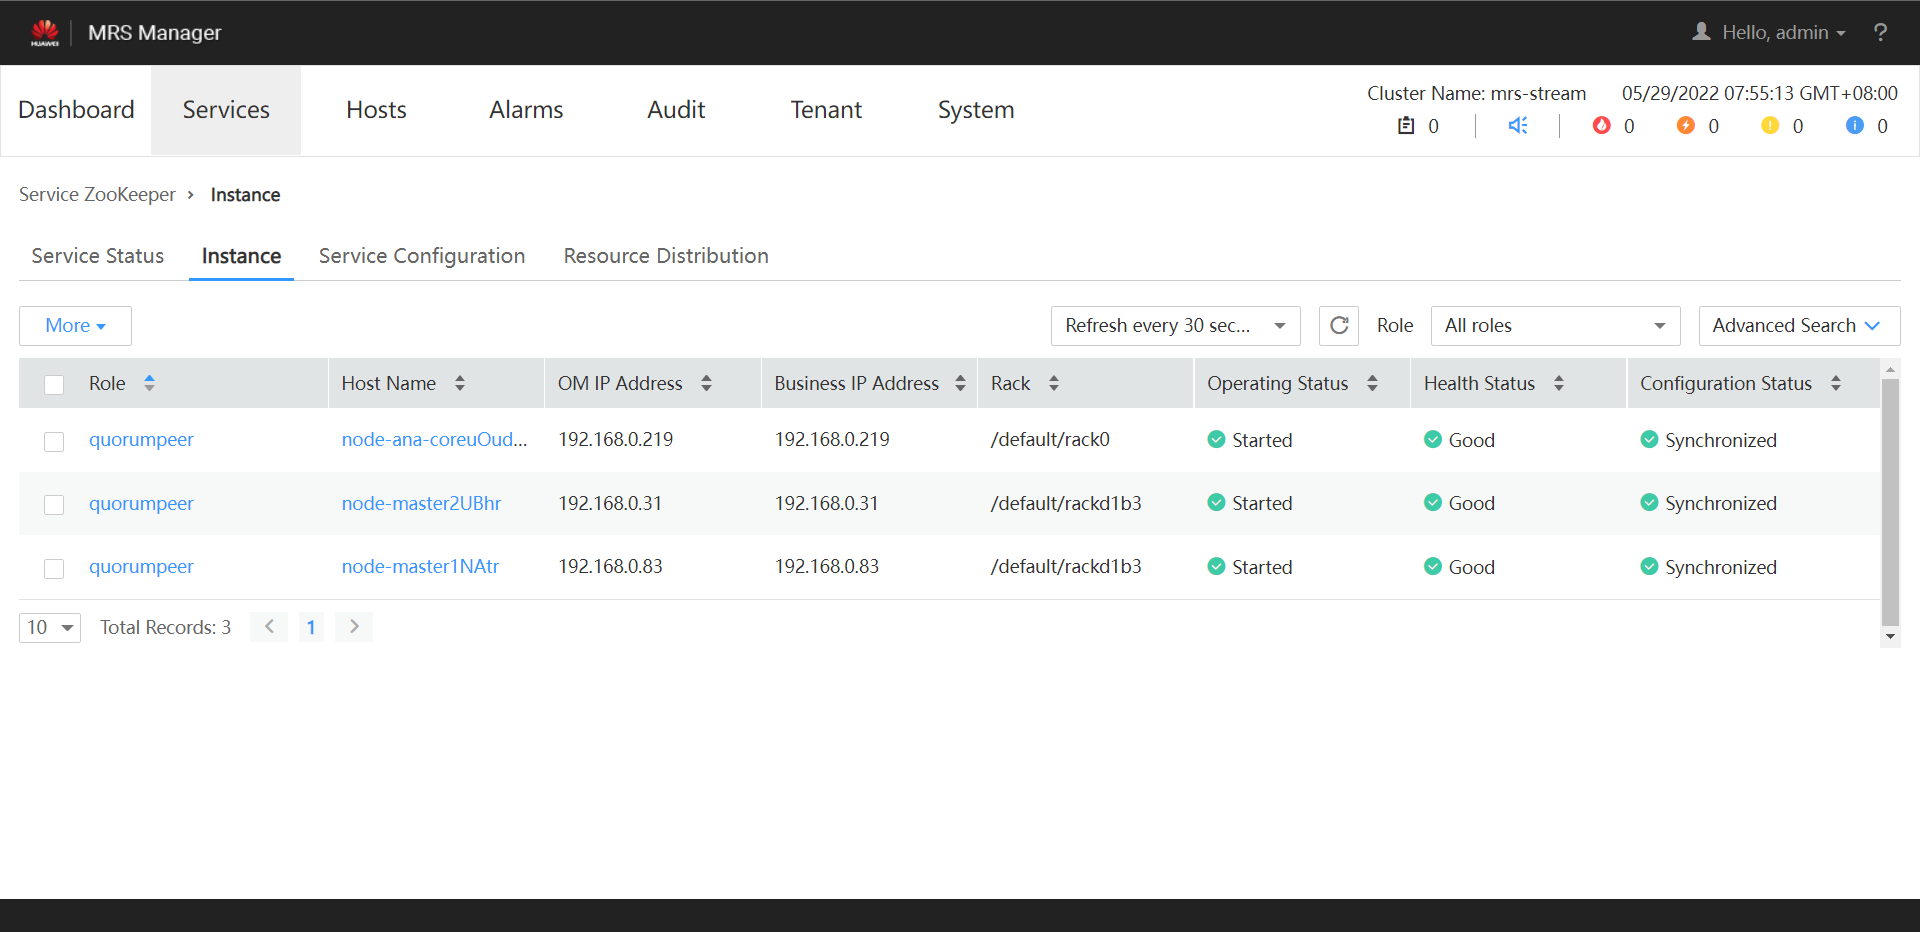 HUAWEI MRS Manager Hello, admin ?
Dashboard Services Hosts Alarms Audit Tenant System
Cluster Name: mrs-stream 05/29/2022 07:55:13 GMT+08:00
0 0 0 0 0
Service ZooKeeper > Instance
Service Status Instance Service Configuration Resource Distribution
More Refresh every 30 sec... Role All roles Advanced Search
Role Host Name OM IP Address Business IP Address Rack Operating Status Health Status Configuration Status
quorumpeer node-ana-coreuOud... 192.168.0.219 192.168.0.219 /default/rack0 Started Good Synchronized
quorumpeer node-master2UBhr 192.168.0.31 192.168.0.31 /default/rackd1b3 Started Good Synchronized
quorumpeer node-master1NAtr 192.168.0.83 192.168.0.83 /default/rackd1b3 Started Good Synchronized
10 Total Records: 3 < 1 >